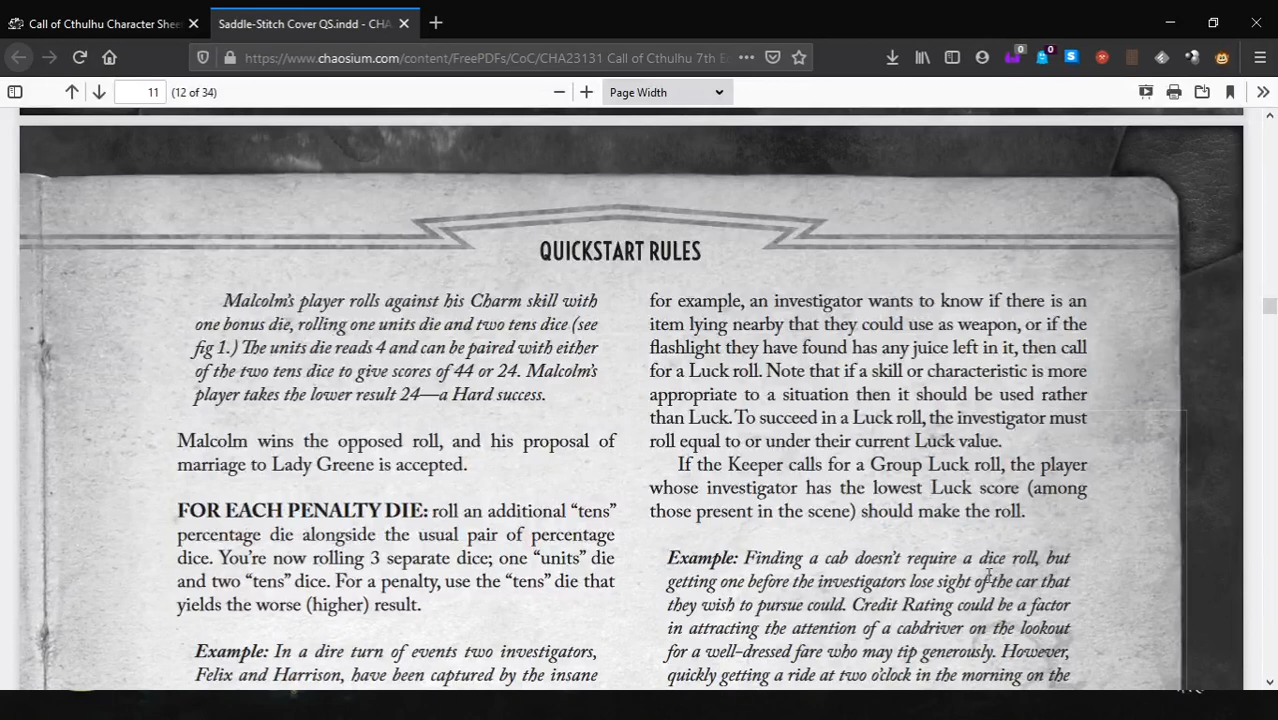 Call of Cthulhu Character Shee
Saddle-Stitch Cover QS.indd - CHA
https://www.chaosium.com/content/FreePDFs/CoC/CHA23131 Call of Cthulhu 7th Ed
0
0
11
(12 of 34)
Page Width
QUICKSTART RULES
Malcolm's player rolls against his Charm skill with
one bonus die, rolling one units die and two tens dice (see
fig 1.) The units die reads 4 and can be paired with either
of the two tens dice to give scores of 44 or 24. Malcolm's
player takes the lower result 24—a Hard success.
Malcolm wins the opposed roll, and his proposal of
marriage to Lady Greene is accepted.
FOR EACH PENALTY DIE: roll an additional "tens"
percentage die alongside the usual pair of percentage
dice. You're now rolling 3 separate dice; one "units" die
and two "tens" dice. For a penalty, use the "tens" die that
yields the worse (higher) result.
Example: In a dire turn of events two investigators,
Felix and Harrison, have been captured by the insane
for example, an investigator wants to know if there is an
item lying nearby that they could use as weapon, or if the
flashlight they have found has any juice left in it, then call
for a Luck roll. Note that if a skill or characteristic is more
appropriate to a situation then it should be used rather
than Luck. To succeed in a Luck roll, the investigator must
roll equal to or under their current Luck value.
If the Keeper calls for a Group Luck roll, the player
whose investigator has the lowest Luck score (among
those present in the scene) should make the roll.
Example: Finding a cab doesn't require a dice roll, but
getting one before the investigators lose sight of the car that
they wish to pursue could. Credit Rating could be a factor
in attracting the attention of a cabdriver on the lookout
for a well-dressed fare who may tip generously. However,
quickly getting a ride at two o'clock in the morning on the